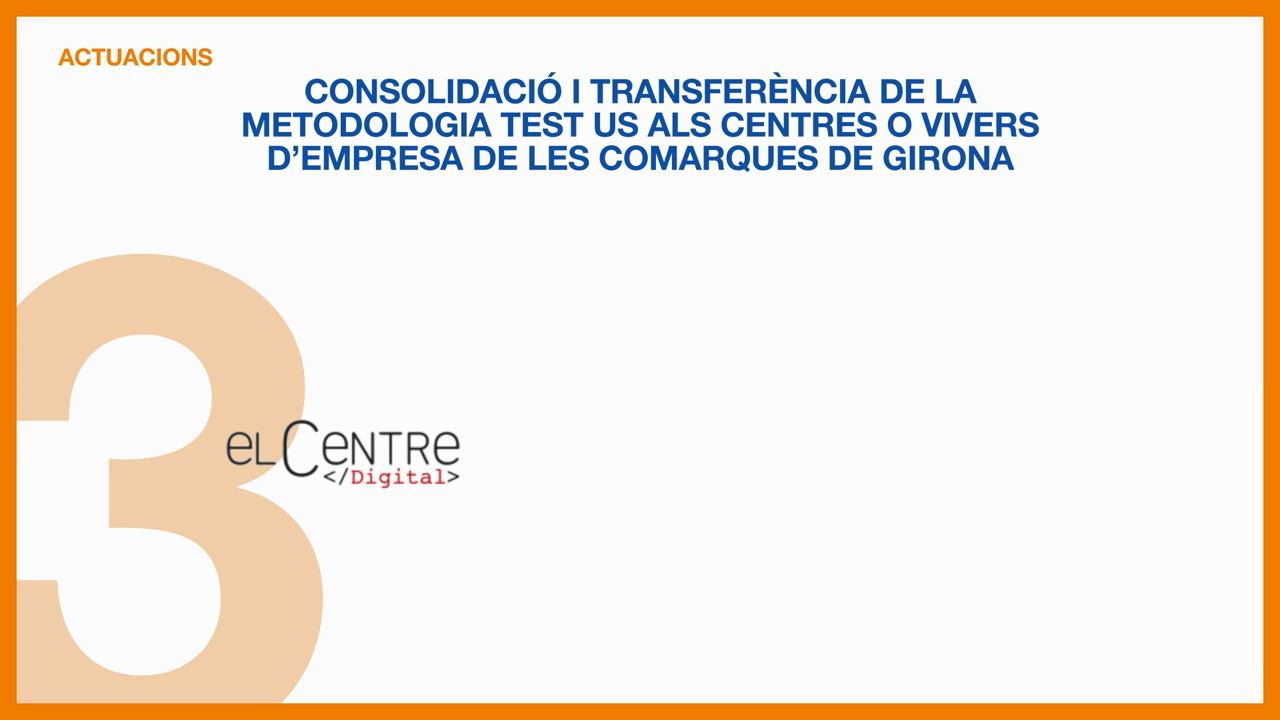 ACTUACIONS
CONSOLIDACIÓ I TRANSFERÈNCIA DE LA
METODOLOGIA TEST US ALS CENTRES O VIVERS
D’EMPRESA DE LES COMARQUES DE GIRONA
3
eLCeNTRe
</Digital>